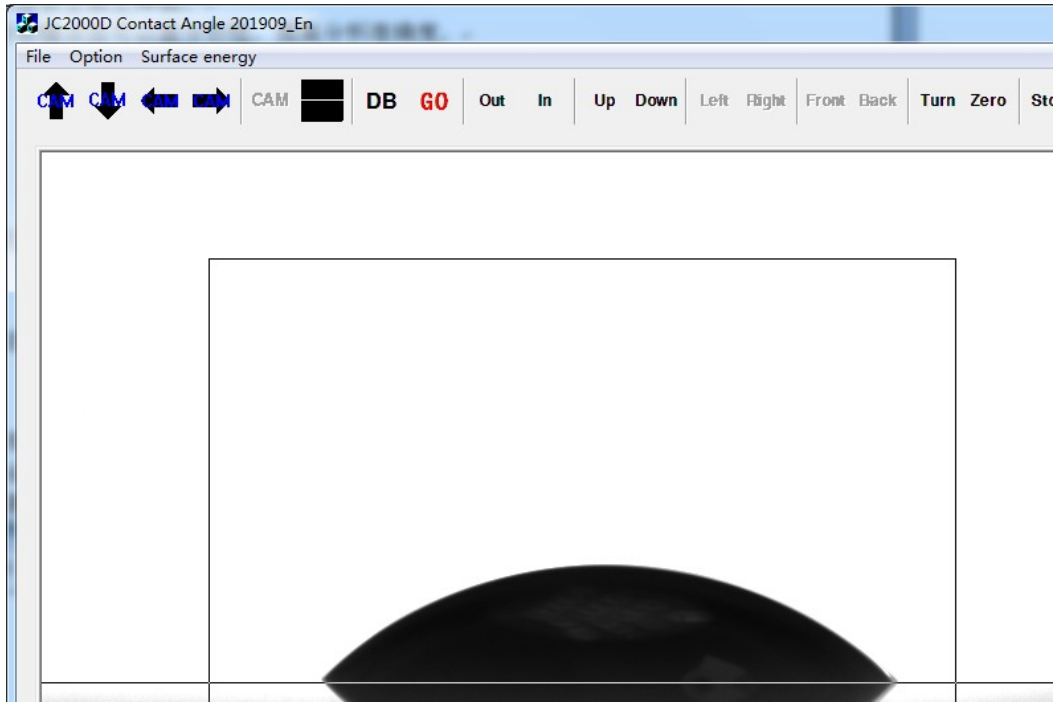 JC2000D Contact Angle 201909_En
File Option Surface energy
CAM CAM CAM CAM CAM DB GO Out In Up Down Left Right Front Back Turn Zero Sto